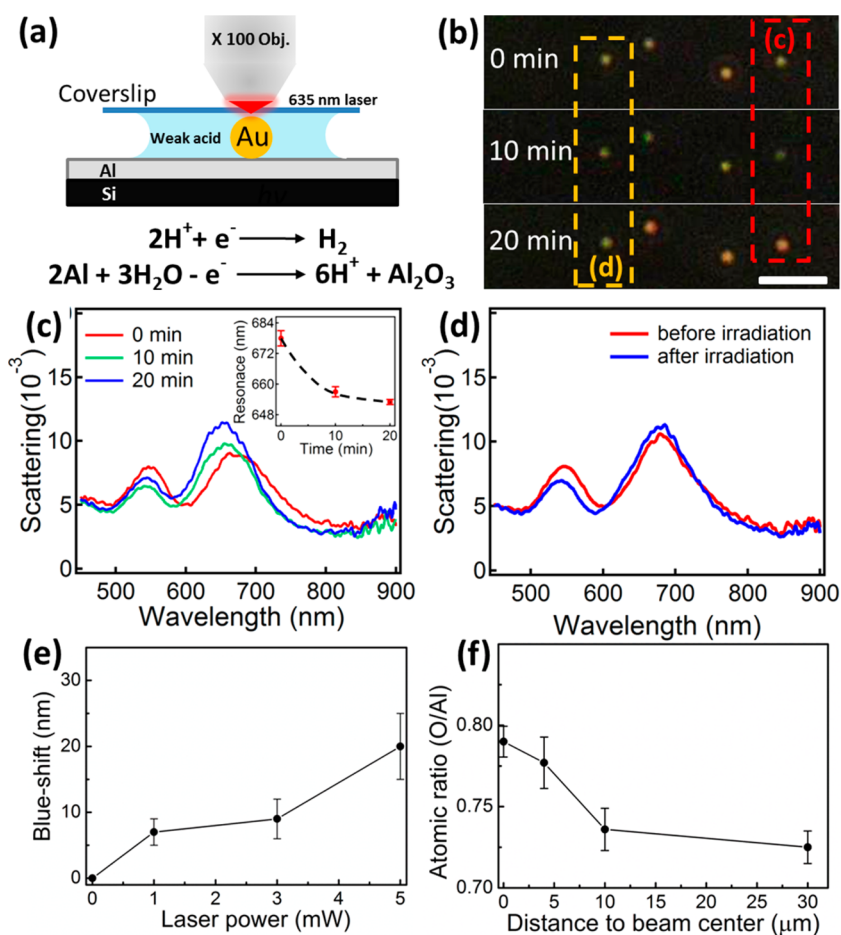 (a)
X 100 Obj.
Coverslip
635 nm laser
Weak acid
Au
Al
Si
2H⁺+ e⁻ ⟶ H₂
2Al + 3H₂O - e⁻ ⟶ 6H⁺ + Al₂O₃
(b)
0 min
(c)
10 min
20 min
(d)
(c)
0 min
10 min
20 min
Resonace (nm)
684
672
660
648
0
10
20
Time (min)
Scattering(10⁻³)
15
10
5
0
500
600
700
800
900
Wavelength (nm)
(d)
before irradiation
after irradiation
Scattering(10⁻³)
15
10
5
0
500
600
700
800
900
Wavelength (nm)
(e)
Blue-shift (nm)
30
20
10
0
0
1
2
3
4
5
Laser power (mW)
(f)
Atomic ratio (O/Al)
0.80
0.75
0.70
0
5
10
15
20
25
30
Distance to beam center (μm)